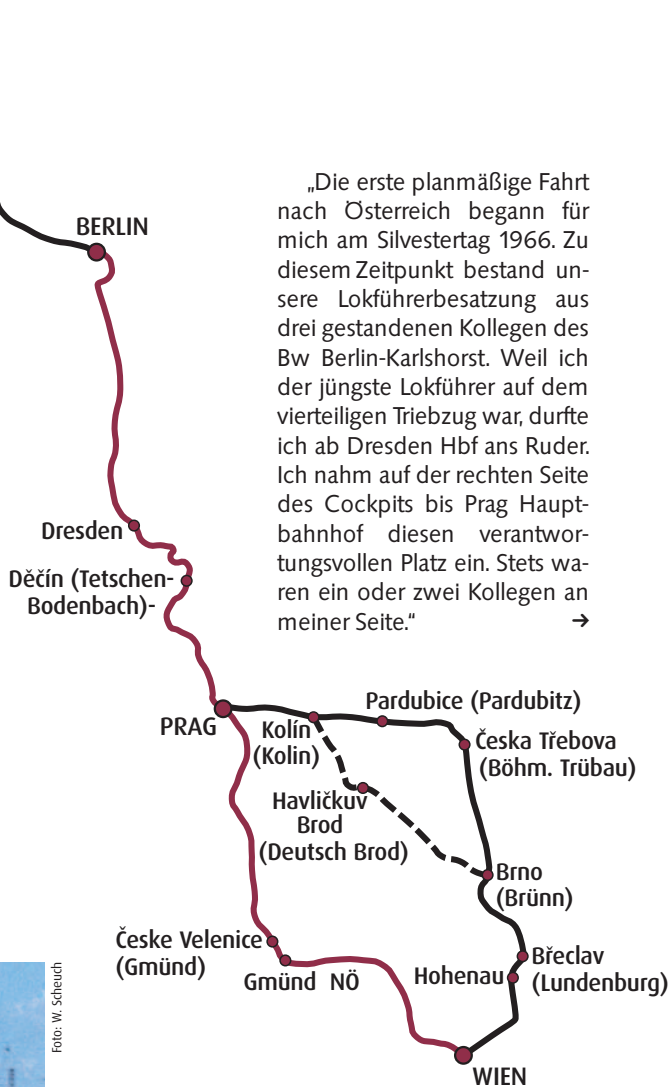 „Die erste planmäßige Fahrt
nach Österreich begann für
mich am Silvestertag 1966. Zu
diesem Zeitpunkt bestand un-
sere Lokführerbesatzung aus
drei gestandenen Kollegen des
Bw Berlin-Karlshorst. Weil ich
der jüngste Lokführer auf dem
vierteiligen Triebzug war, durfte
ich ab Dresden Hbf ans Ruder.
Ich nahm auf der rechten Seite
des Cockpits bis Prag Haupt-
bahnhof diesen verantwor-
tungsvollen Platz ein. Stets wa-
ren ein oder zwei Kollegen an
meiner Seite.“ →
BERLIN
Dresden
Děčín (Tetschen-
Bodenbach)-
PRAG
Kolín
(Kolin)
Pardubice (Pardubitz)
Česka Třebova
(Böhm. Trübau)
Havličkuv
Brod
(Deutsch Brod)
Brno
(Brünn)
Česke Velenice
(Gmünd)
Gmünd NÖ
Hohenau
Břeclav
(Lundenburg)
WIEN
Foto: W. Scheuch